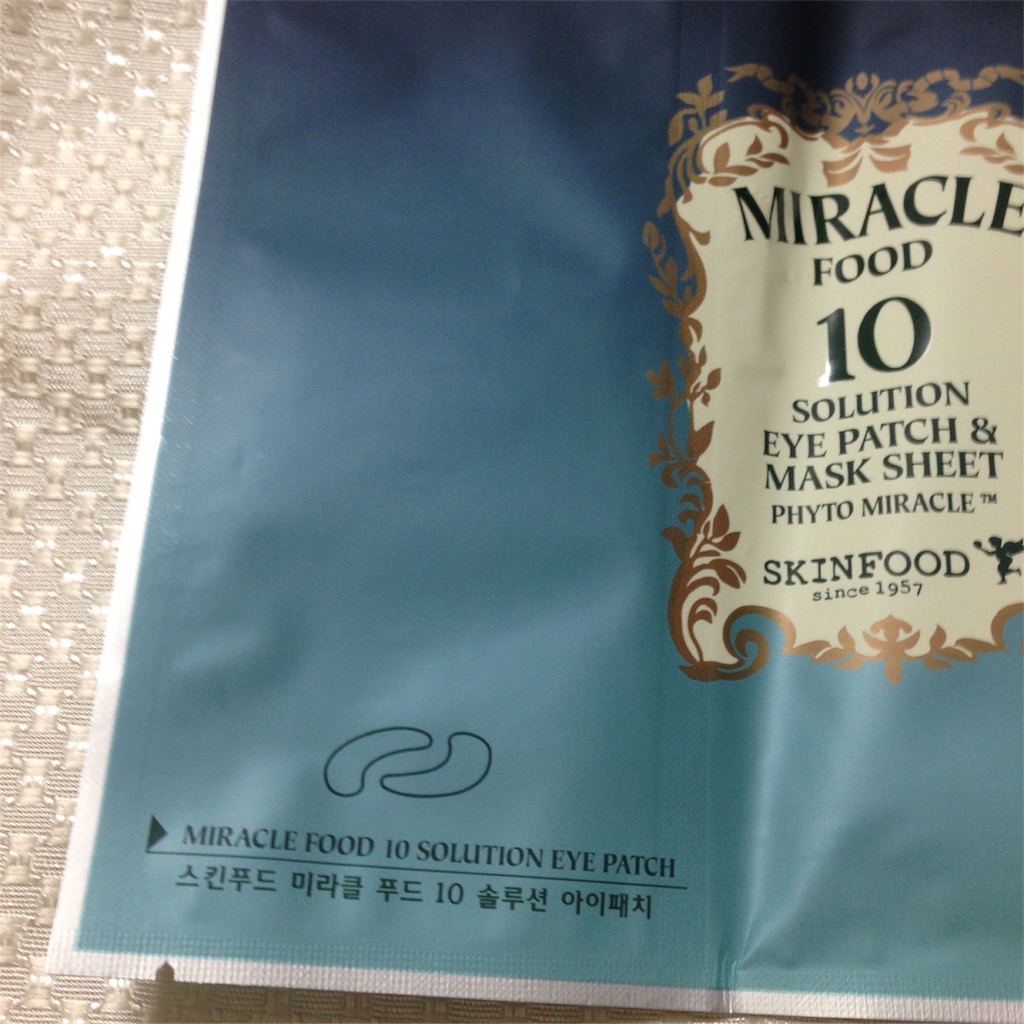 MIRACLE
FOOD
10
SOLUTION
EYE PATCH &
MASK SHEET
PHYTO MIRACLE™
SKINFOOD
since 1957
MIRACLE FOOD 10 SOLUTION EYE PATCH
스킨푸드 미라클 푸드 10 솔루션 아이패치